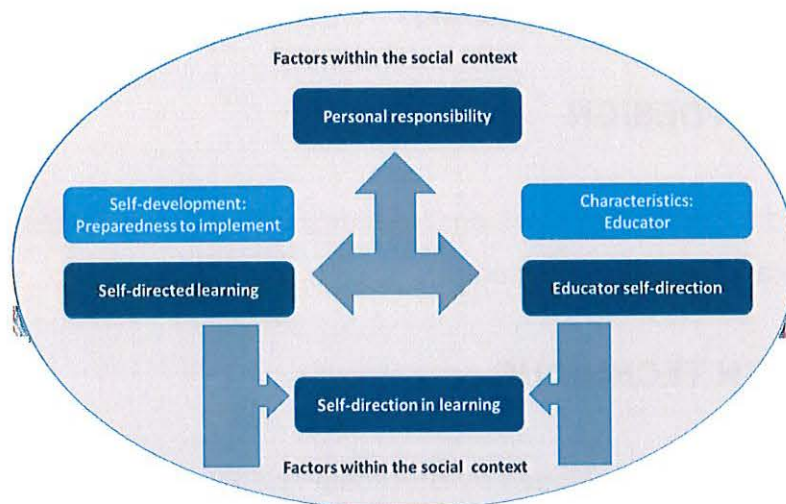 Factors within the social context
Personal responsibility
Self-development:
Preparedness to implement
Characteristics:
Educator
Self-directed learning
Educator self-direction
Self-direction in learning
Factors within the social context